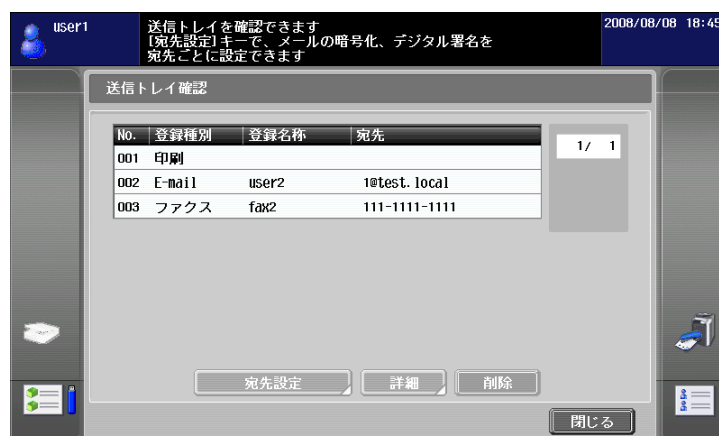 user1
送信トレイを確認できます
[宛先設定]キーで、メールの暗号化、デジタル署名を
宛先ごとに設定できます
2008/08/08 18:45
送信トレイ確認
No. 登録種別 登録名称 宛先
001 印刷
002 E-mail user2 1@test.local
003 ファクス fax2 111-1111-1111
1/ 1
宛先設定 詳細 削除
閉じる